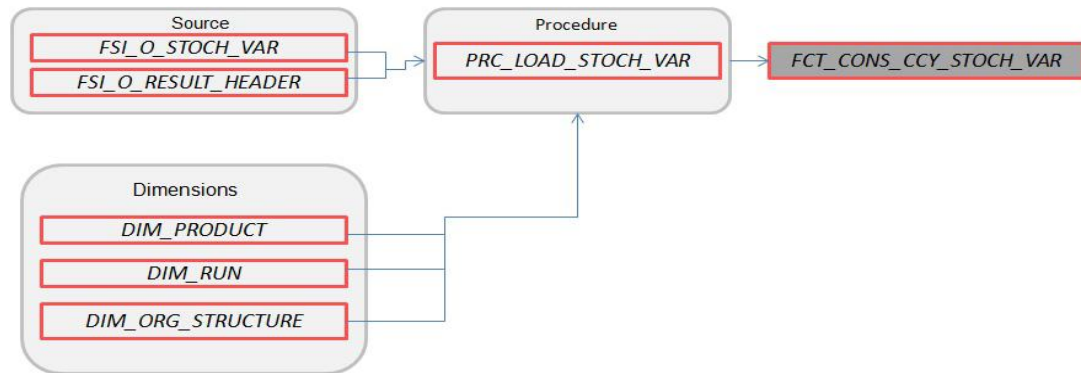 Source
FSI_O_STOCH_VAR
FSI_O_RESULT_HEADER
Procedure
PRC_LOAD_STOCH_VAR
FCT_CONS_CCY_STOCH_VAR
Dimensions
DIM_PRODUCT
DIM_RUN
DIM_ORG_STRUCTURE